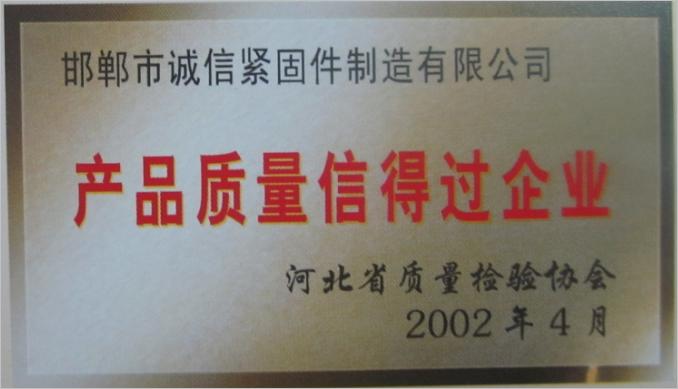 邯郸市诚信紧固件制造有限公司
产品质量信得过企业
河北省质量检验协会
2002年4月